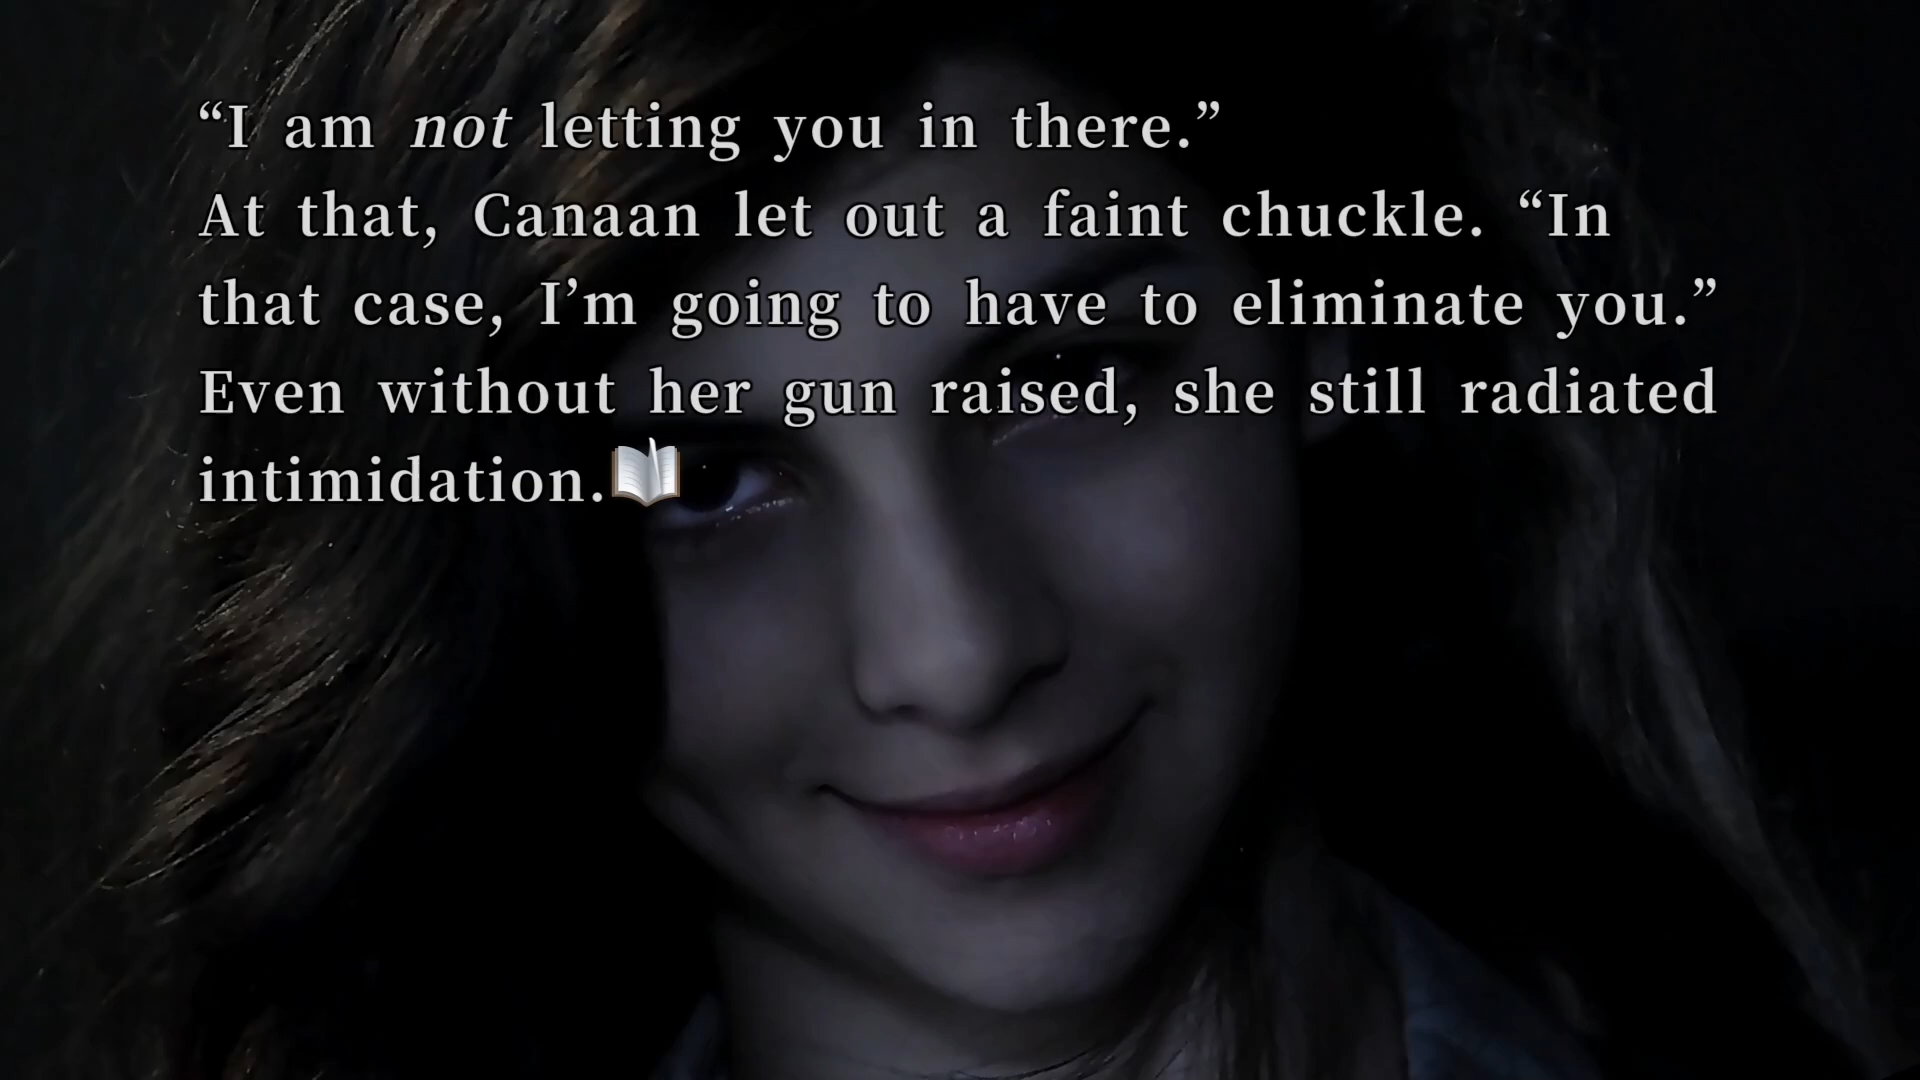 “I am not letting you in there.”
At that, Canaan let out a faint chuckle. “In
that case, I’m going to have to eliminate you.”
Even without her gun raised, she still radiated
intimidation.